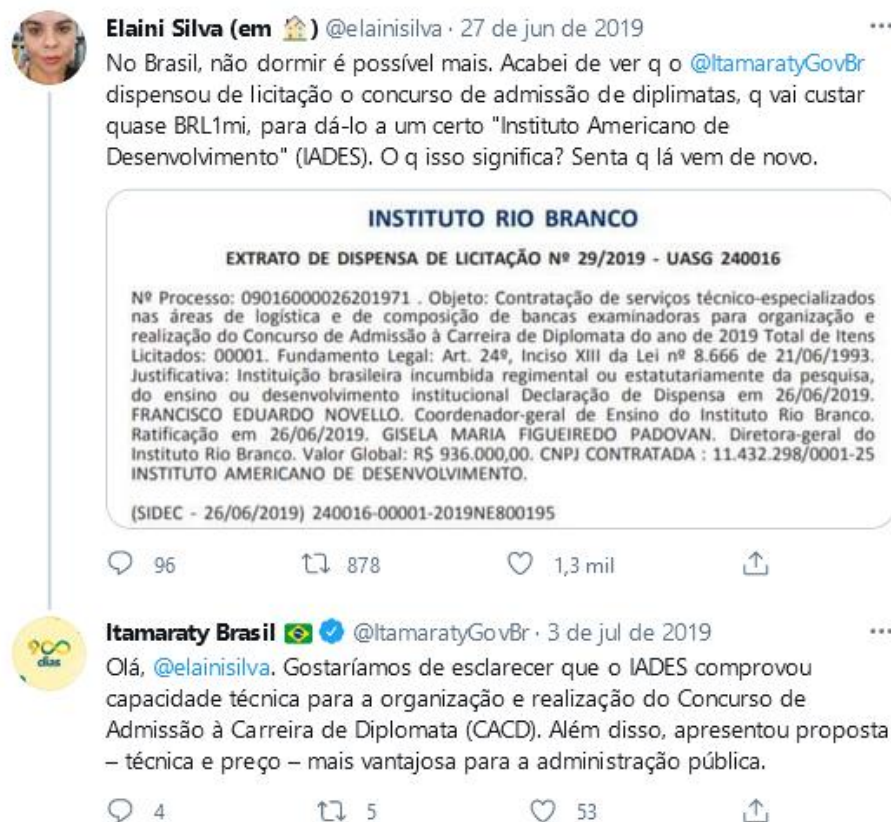 Elaini Silva (em 🏠) @elainisilva · 27 de jun de 2019
No Brasil, não dormir é possível mais. Acabei de ver q o @ItamaratyGovBr
dispensou de licitação o concurso de admissão de diplimatas, q vai custar
quase BRL1mi, para dá-lo a um certo "Instituto Americano de
Desenvolvimento" (IADES). O q isso significa? Senta q lá vem de novo.
INSTITUTO RIO BRANCO
EXTRATO DE DISPENSA DE LICITAÇÃO Nº 29/2019 - UASG 240016
Nº Processo: 09016000026201971 . Objeto: Contratação de serviços técnico-especializados
nas áreas de logística e de composição de bancas examinadoras para organização e
realização do Concurso de Admissão à Carreira de Diplomata do ano de 2019 Total de Itens
Licitados: 00001. Fundamento Legal: Art. 24º, Inciso XIII da Lei nº 8.666 de 21/06/1993.
Justificativa: Instituição brasileira incumbida regimental ou estatutariamente da pesquisa,
do ensino ou desenvolvimento institucional Declaração de Dispensa em 26/06/2019.
FRANCISCO EDUARDO NOVELLO. Coordenador-geral de Ensino do Instituto Rio Branco.
Ratificação em 26/06/2019. GISELA MARIA FIGUEIREDO PADOVAN. Diretora-geral do
Instituto Rio Branco. Valor Global: R$ 936.000,00. CNPJ CONTRATADA : 11.432.298/0001-25
INSTITUTO AMERICANO DE DESENVOLVIMENTO.
(SIDEC - 26/06/2019) 240016-00001-2019NE800195
96 878 1,3 mil
900 dias
Itamaraty Brasil 🇧🇷 @ItamaratyGovBr · 3 de jul de 2019
Olá, @elainisilva. Gostaríamos de esclarecer que o IADES comprovou
capacidade técnica para a organização e realização do Concurso de
Admissão à Carreira de Diplomata (CACD). Além disso, apresentou proposta
– técnica e preço – mais vantajosa para a administração pública.
4 5 53